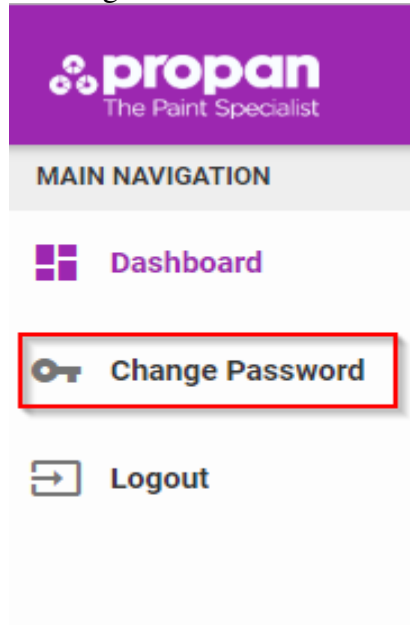 propan
The Paint Specialist
MAIN NAVIGATION
Dashboard
Change Password
Logout